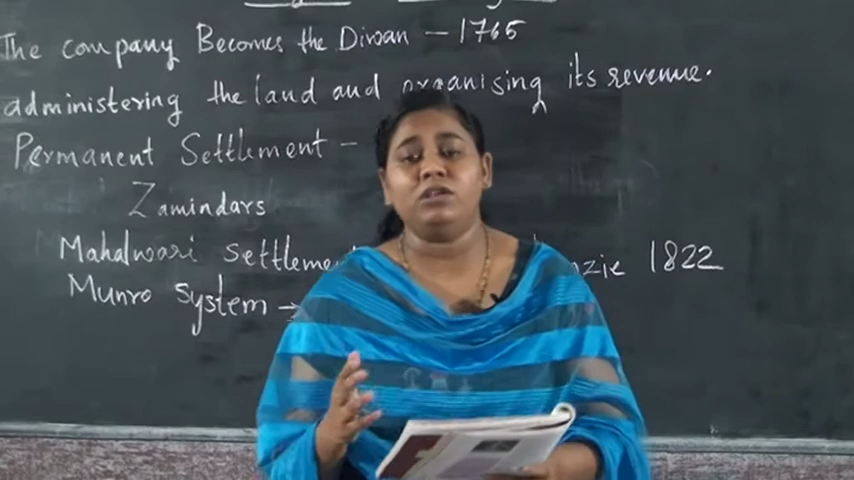 The company Becomes the Diwan – 1765
administering the land and organising its revenue.
Permanent Settlement –
Zamindars
Mahalwari settleme nzie 1822
Munro System →